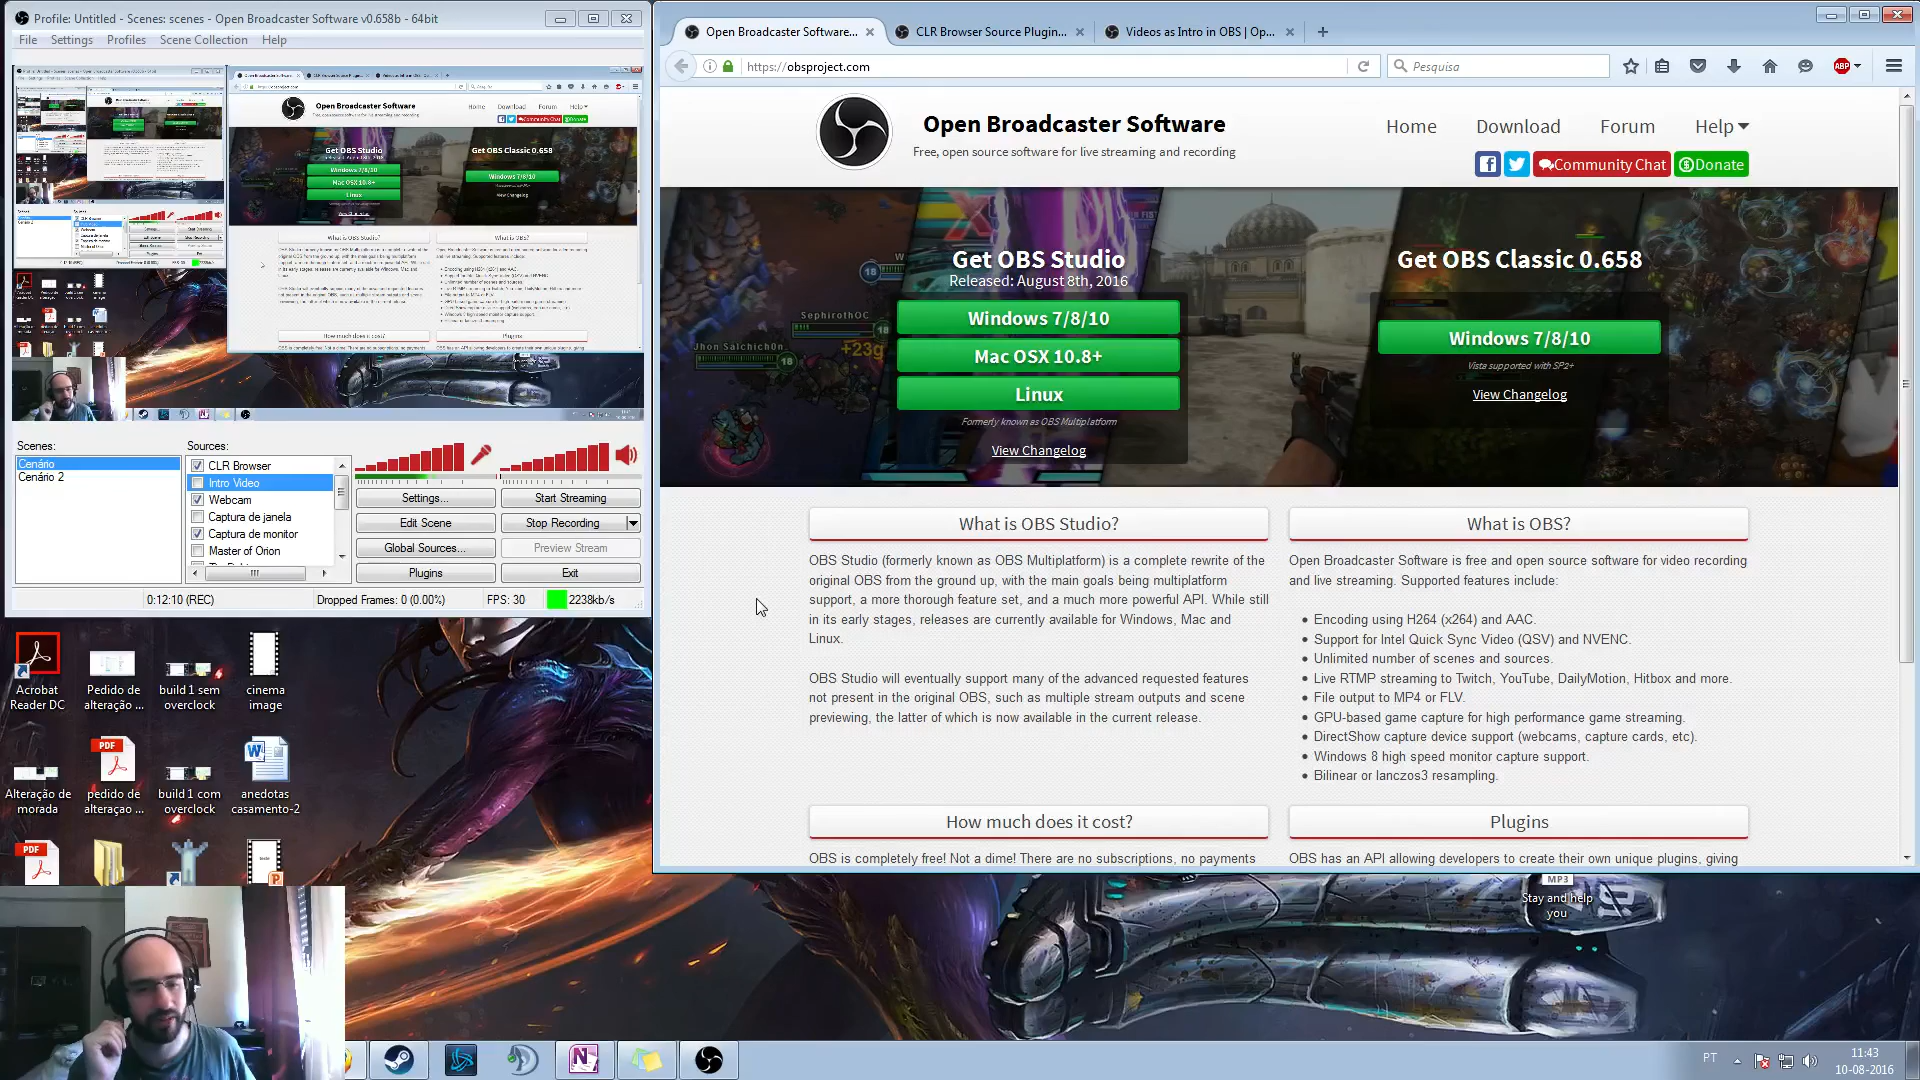 Profile: Untitled - Scenes: scenes - Open Broadcaster Software v0.658b - 64bit
File Settings Profiles Scene Collection Help
Scenes:
Cenário
Cenário 2
Sources:
CLR Browser
Intro Video
Webcam
Captura de janela
Captura de monitor
Master of Orion
Settings...
Start Streaming
Edit Scene
Stop Recording
Global Sources...
Preview Stream
Plugins
Exit
0:12:10 (REC)
Dropped Frames: 0 (0.00%)
FPS: 30
2238kb/s
Open Broadcaster Software...
CLR Browser Source Plugin...
Videos as Intro in OBS | Op...
https://obsproject.com
Pesquisa
ABP
Open Broadcaster Software
Free, open source software for live streaming and recording
Home Download Forum Help
Community Chat
Donate
Get OBS Studio
Released: August 8th, 2016
Windows 7/8/10
Mac OSX 10.8+
Linux
Formerly known as OBS Multiplatform
View Changelog
SephirothOC
18
18
Jhon_Salchich0n
18
+23g
Get OBS Classic 0.658
Windows 7/8/10
Vista supported with SP2+
View Changelog
What is OBS Studio?
OBS Studio (formerly known as OBS Multiplatform) is a complete rewrite of the
original OBS from the ground up, with the main goals being multiplatform
support, a more thorough feature set, and a much more powerful API. While still
in its early stages, releases are currently available for Windows, Mac and
Linux.
OBS Studio will eventually support many of the advanced requested features
not present in the original OBS, such as multiple stream outputs and scene
previewing, the latter of which is now available in the current release.
What is OBS?
Open Broadcaster Software is free and open source software for video recording
and live streaming. Supported features include:
Encoding using H264 (x264) and AAC.
Support for Intel Quick Sync Video (QSV) and NVENC.
Unlimited number of scenes and sources.
Live RTMP streaming to Twitch, YouTube, DailyMotion, Hitbox and more.
File output to MP4 or FLV.
GPU-based game capture for high performance game streaming.
DirectShow capture device support (webcams, capture cards, etc).
Windows 8 high speed monitor capture support.
Bilinear or lanczos3 resampling.
How much does it cost?
OBS is completely free! Not a dime! There are no subscriptions, no payments
Plugins
OBS has an API allowing developers to create their own unique plugins, giving
Acrobat
Reader DC
Pedido de
alteração ...
build 1 sem
overclock
cinema
image
PDF
Alteração de
morada
pedido de
alteraçao ...
build 1 com
overclock
anedotas
casamento-2
PDF
MP3
Stay and help
you
PT
11:43
10-08-2016